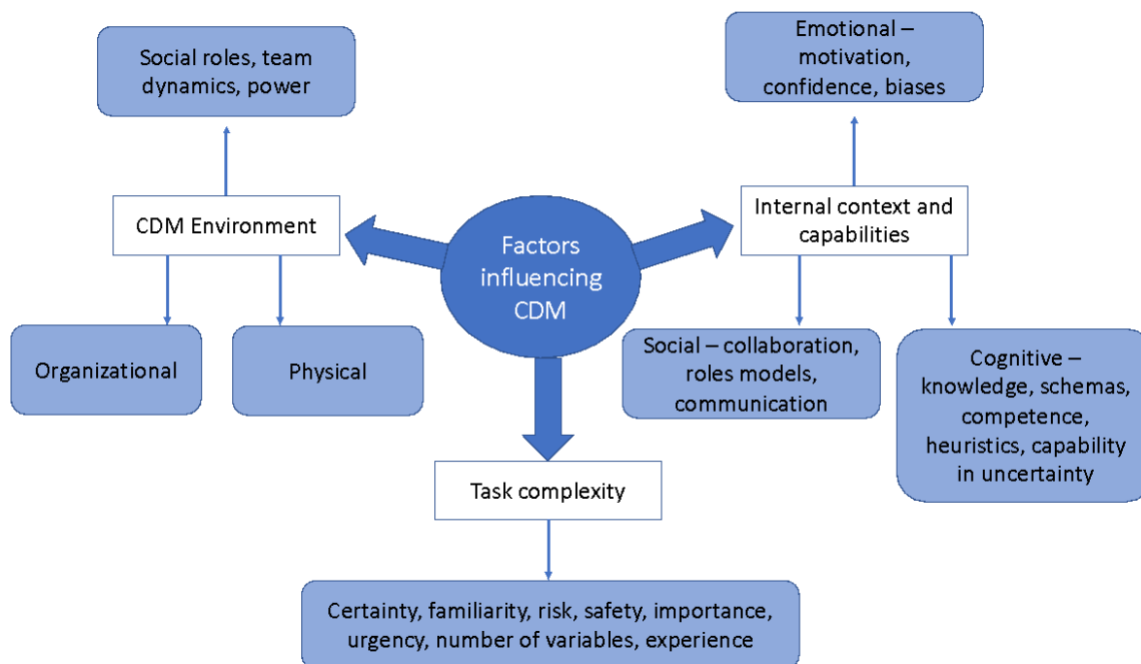 Social roles, team
dynamics, power
Emotional –
motivation,
confidence, biases
CDM Environment
Factors
influencing
CDM
Internal context and
capabilities
Organizational
Physical
Social – collaboration,
roles models,
communication
Cognitive –
knowledge, schemas,
competence,
heuristics, capability
in uncertainty
Task complexity
Certainty, familiarity, risk, safety, importance,
urgency, number of variables, experience